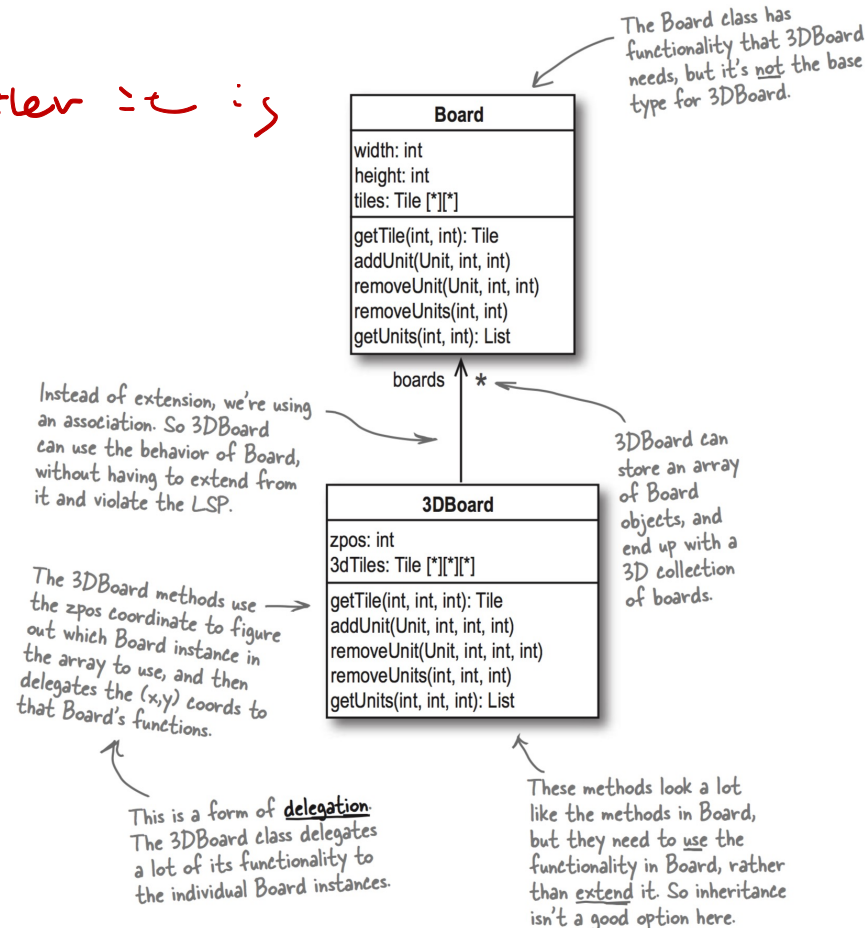 The Board class has
functionality that 3DBoard
needs, but it's not the base
type for 3DBoard.
it is
Board
width: int
height: int
tiles: Tile [*][*]
getTile(int, int): Tile
addUnit(Unit, int, int)
removeUnit(Unit, int, int)
removeUnits(int, int)
getUnits(int, int): List
boards *
Instead of extension, we're using
an association. So 3DBoard
can use the behavior of Board,
without having to extend from
it and violate the LSP.
3DBoard can
store an array
of Board
objects, and
end up with a
3D collection
of boards.
3DBoard
zpos: int
3dTiles: Tile [*][*][*]
getTile(int, int, int): Tile
addUnit(Unit, int, int, int)
removeUnit(Unit, int, int, int)
removeUnits(int, int, int)
getUnits(int, int, int): List
The 3DBoard methods use
the zpos coordinate to figure
out which Board instance in
the array to use, and then
delegates the (x,y) coords to
that Board's functions.
This is a form of delegation.
The 3DBoard class delegates
a lot of its functionality to
the individual Board instances.
These methods look a lot
like the methods in Board,
but they need to use the
functionality in Board, rather
than extend it. So inheritance
isn't a good option here.